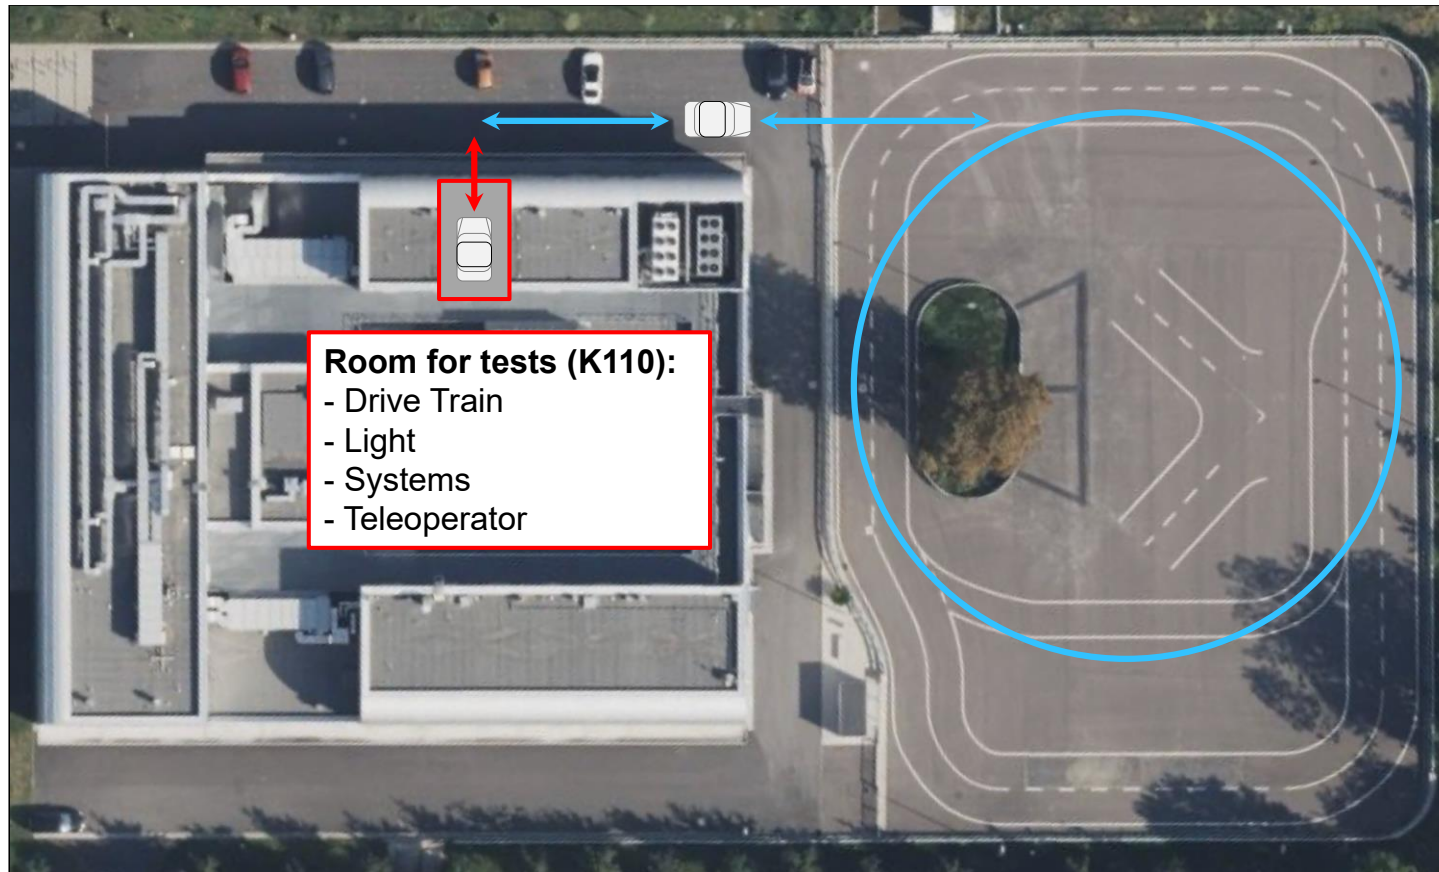 Room for tests (K110):
- Drive Train
- Light
- Systems
- Teleoperator